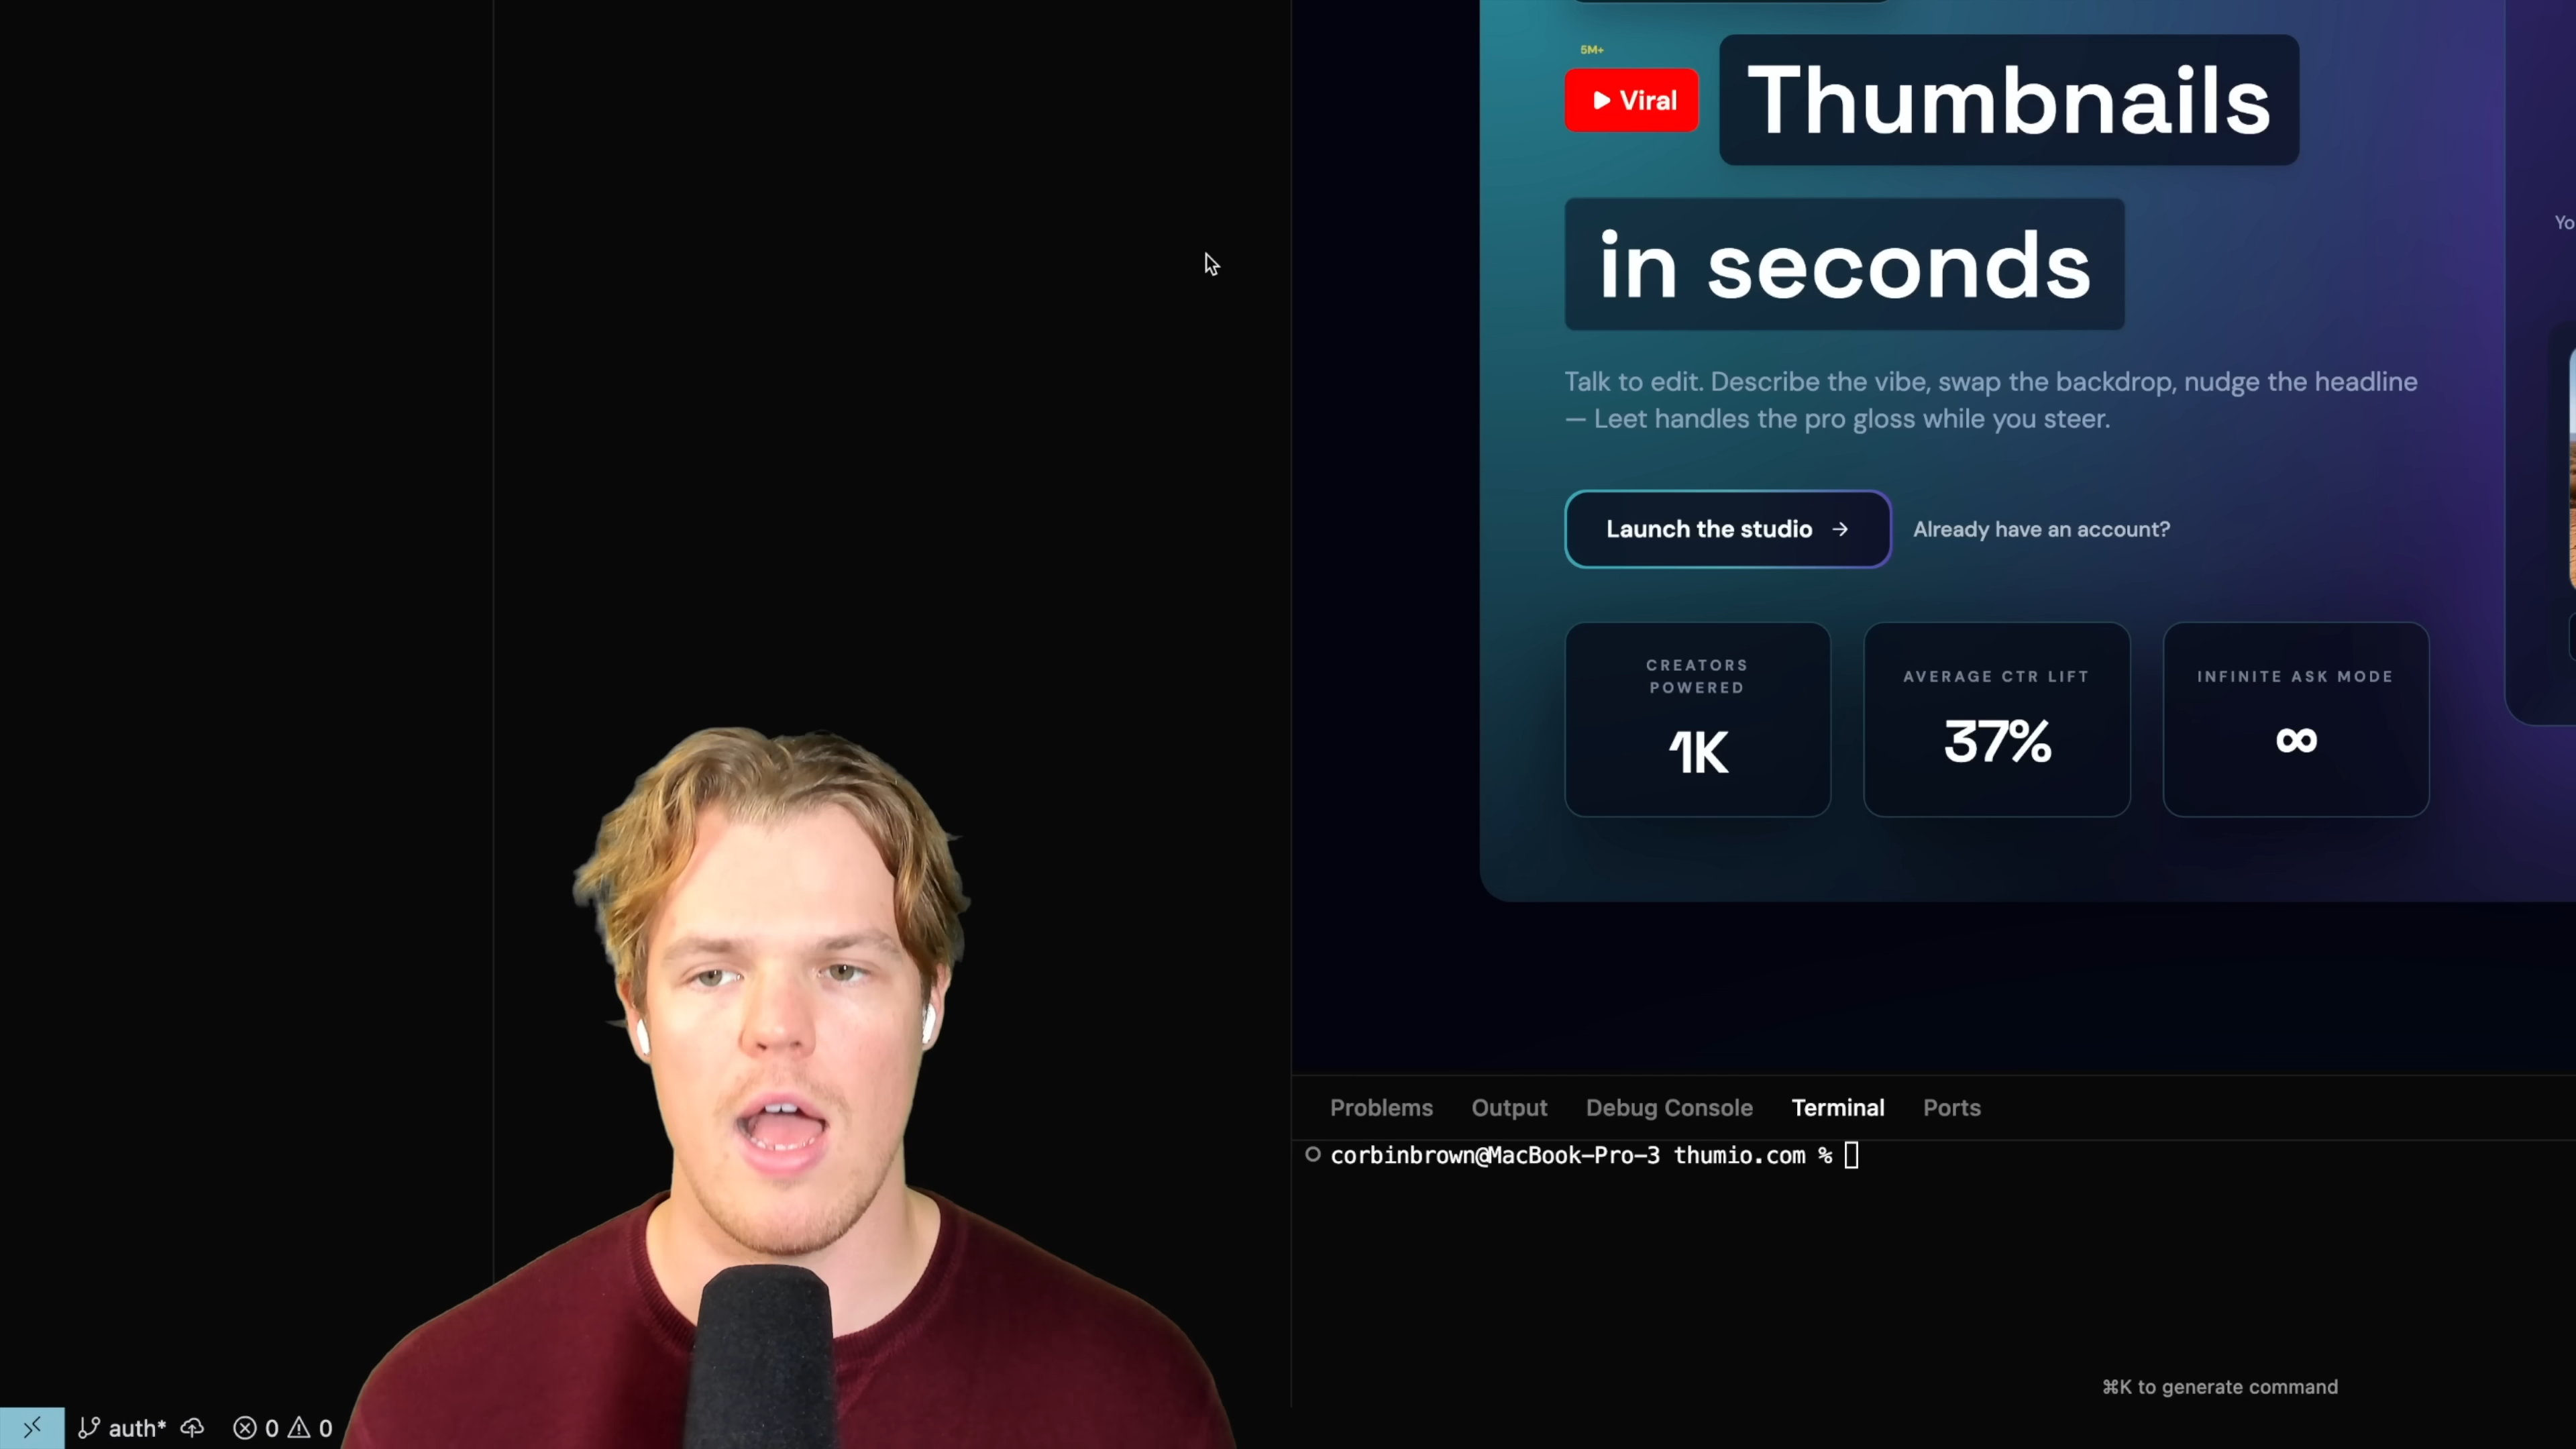 5M+
Viral
Thumbnails
in seconds
Yo
Talk to edit. Describe the vibe, swap the backdrop, nudge the headline
— Leet handles the pro gloss while you steer.
Launch the studio →
Already have an account?
CREATORS
POWERED
1K
AVERAGE CTR LIFT
37%
INFINITE ASK MODE
∞
Problems Output Debug Console Terminal Ports
corbinbrown@MacBook-Pro-3 thumio.com %
⌘K to generate command
auth* 0 0